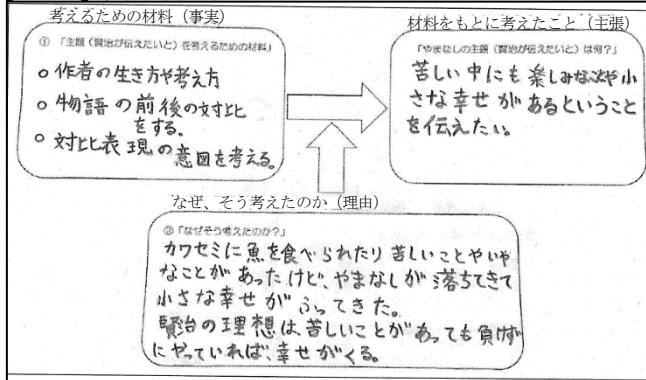 考えるための材料（事実）
① 「主題（賢治が伝えたいと）を考えるための材料」
○ 作者の生き方や考え方
○ 物語の前後の対比
をする。
○ 対比表現の意図を考える。
材料をもとに考えたこと（主張）
「やまなしの主題（賢治が伝えたいと）は何？」
苦しい中にも楽しみなことや小
さな幸せがあるということ
を伝えたい。
なぜ、そう考えたのか（理由）
③「なぜそう考えたのか？」
カワセミに魚を食べられたり苦しいことやいや
なことがあったけど、やまなしが落ちてきて
小さな幸せがふってきた。
賢治の理想は、苦しいことがあっても負けず
にやっていれば、幸せがくる。